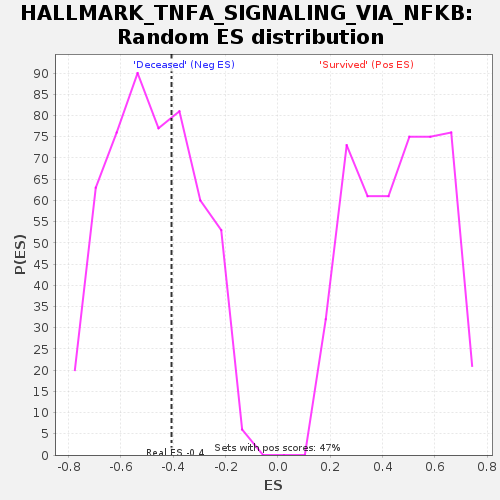 HALLMARK_TNFA_SIGNALING_VIA_NFKB:
Random ES distribution
'Deceased' (Neg ES)
'Survived' (Pos ES)
90
85
80
75
70
65
60
55
50
45
40
35
30
25
20
15
10
5
0
P(ES)
Real ES -0.4
Sets with pos scores: 47%
-0.8 -0.6 -0.4 -0.2 0.0 0.2 0.4 0.6 0.8
ES